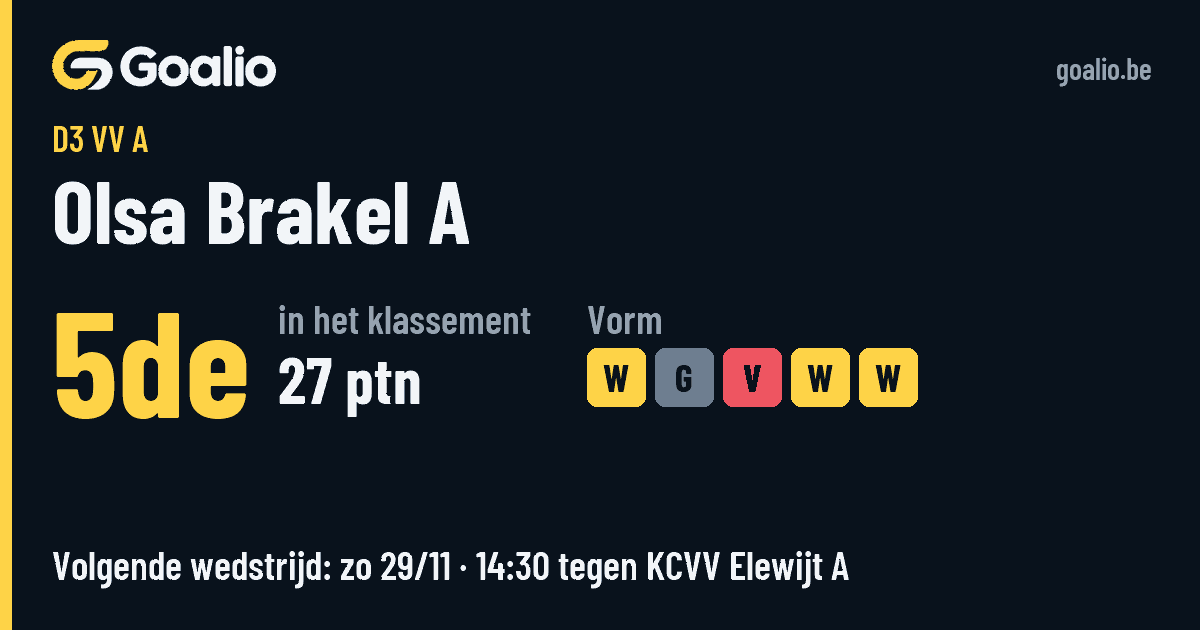 Goalio
goalio.be
D3 VV A
Olsa Brakel A
5de
in het klassement
27 ptn
Vorm
W G V W W
Volgende wedstrijd: zo 29/11 · 14:30 tegen KCVV Elewijt A